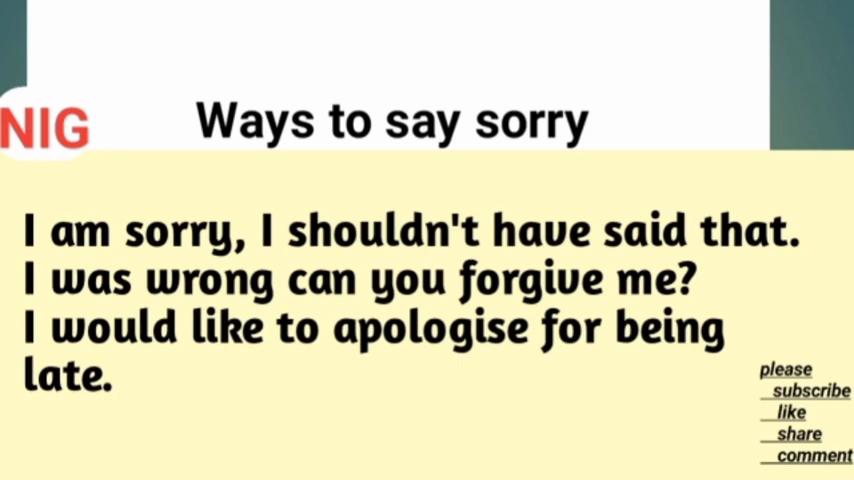 NIG
Ways to say sorry
I am sorry, I shouldn't have said that.
I was wrong can you forgive me?
I would like to apologise for being
late.
please
subscribe
like
share
comment